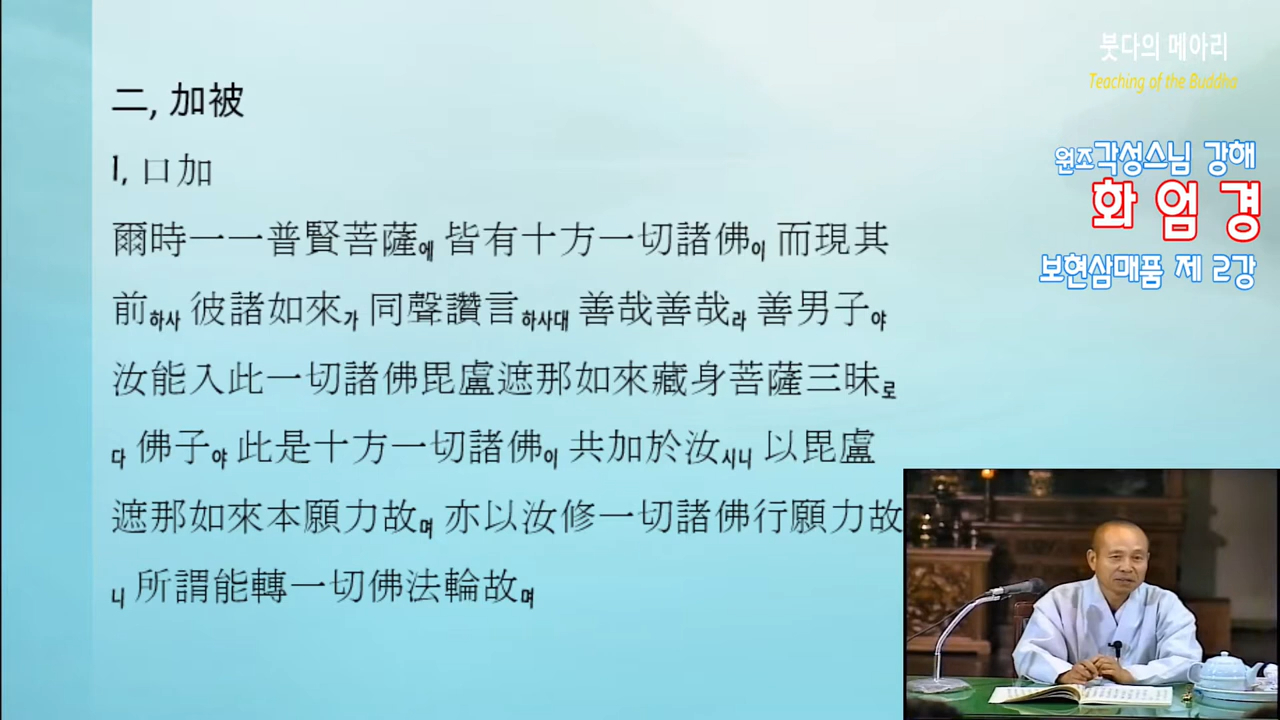 二, 加被
1, 口加
爾時一一普賢菩薩에 皆有十方一切諸佛이 而現其
前하사 彼諸如來가 同聲讚言하사대 善哉善哉라 善男子야
汝能入此一切諸佛毘盧遮那如來藏身菩薩三昧로
다 佛子야 此是十方一切諸佛이 共加於汝시니 以毘盧
遮那如來本願力故며 亦以汝修一切諸佛行願力故
니 所謂能轉一切佛法輪故며
붓다의 메아리
Teaching of the Buddha
원조각성스님 강해
화엄경
보현삼매품 제 2강